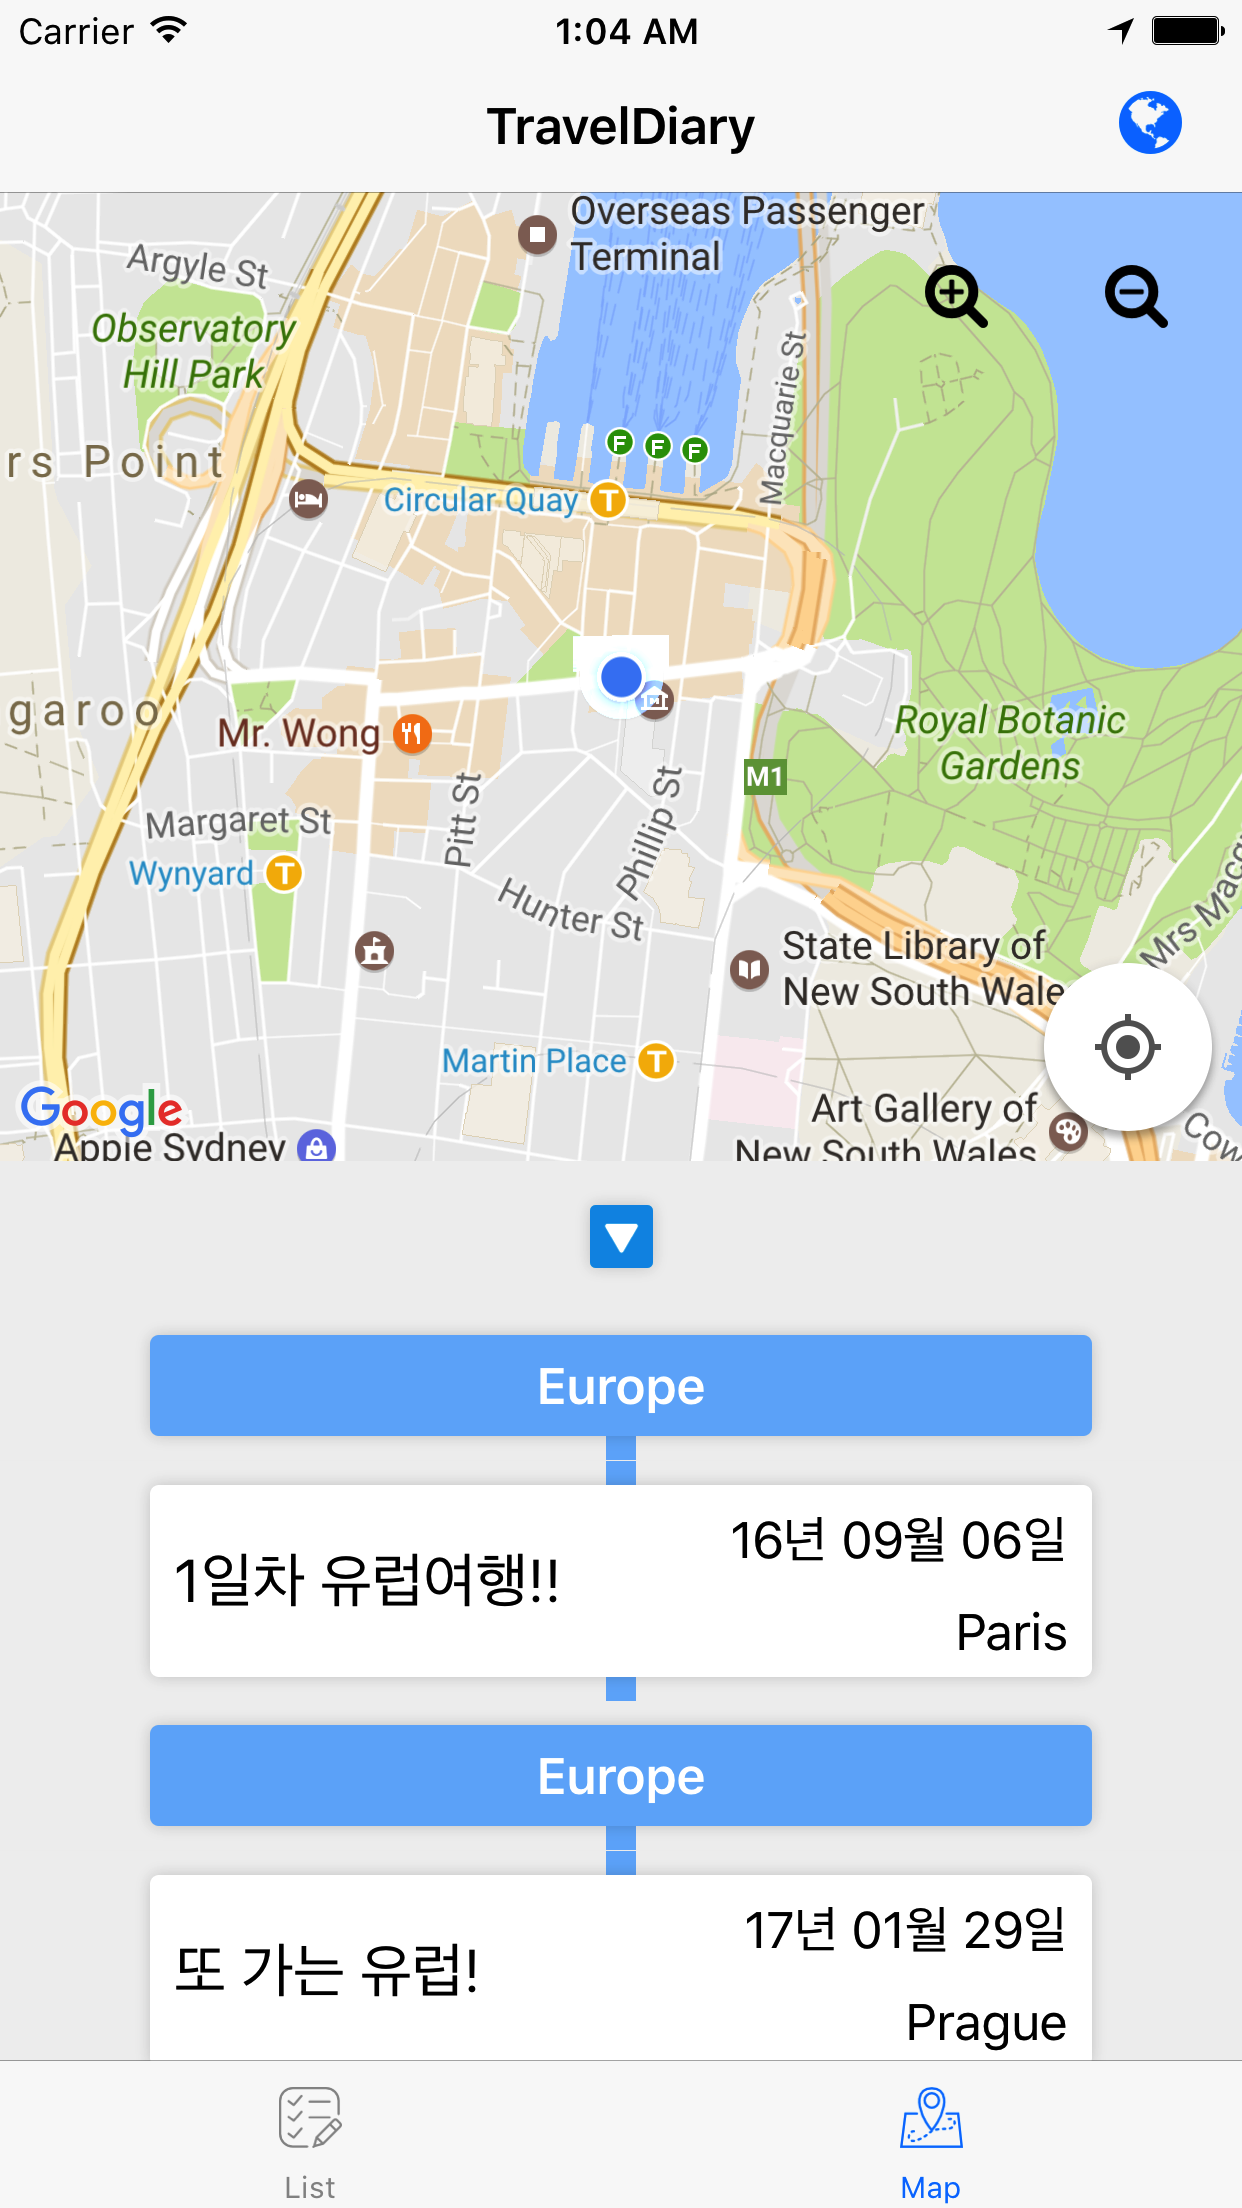 Carrier
1:04 AM
TravelDiary
Overseas Passenger
Terminal
Argyle St
Observatory
Hill Park
Macquarie St
rs Point
F
F
F
Circular Quay T
garoo
Mr. Wong
Royal Botanic
Gardens
M1
Pitt St
Phillip St
Margaret St
Wynyard T
Hunter St
Mrs Macq
State Library of
New South Wale
Martin Place T
Google
Art Gallery of
Cow
Apple Sydney
New South Wales
Europe
16년 09월 06일
1일차 유럽여행!!
Paris
Europe
17년 01월 29일
또 가는 유럽!
Prague
List
Map